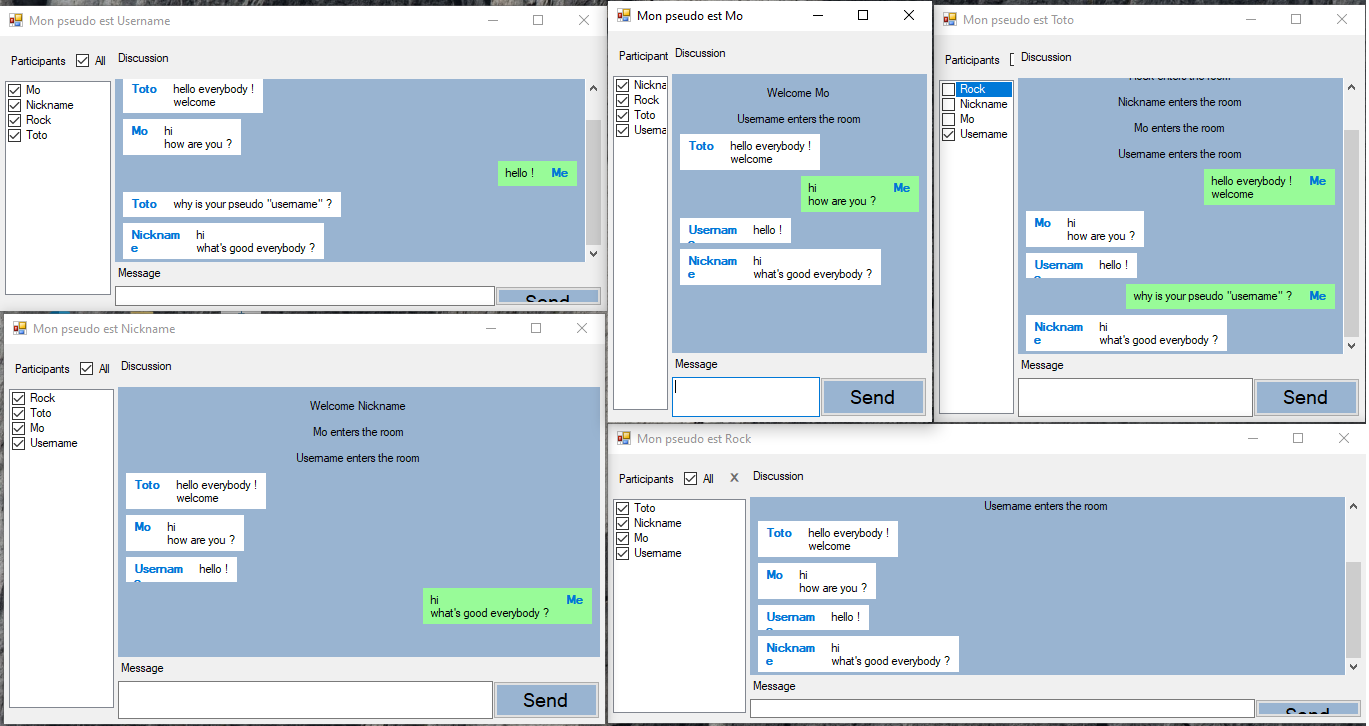 Mon pseudo est Username
Participants All Discussion
Mo
Nickname
Rock
Toto
Toto hello everybody !
welcome
Mo hi
how are you ?
hello ! Me
Toto why is your pseudo "username" ?
Nicknam hi
e what's good everybody ?
Message
Send
Mon pseudo est Mo
Participant Discussion
Nickna
Rock
Toto
Userna
Welcome Mo
Username enters the room
Toto hello everybody !
welcome
hi Me
how are you ?
Usernam hello !
Nicknam hi
e what's good everybody ?
Message
Send
Mon pseudo est Toto
Participants Discussion
Rock
Nickname
Mo
Username
Rock enters the room
Nickname enters the room
Mo enters the room
Username enters the room
hello everybody ! Me
welcome
Mo hi
how are you ?
Usernam hello !
why is your pseudo "username" ? Me
Nicknam hi
e what's good everybody ?
Message
Send
Mon pseudo est Nickname
Participants All Discussion
Rock
Toto
Mo
Username
Welcome Nickname
Mo enters the room
Username enters the room
Toto hello everybody !
welcome
Mo hi
how are you ?
Usernam hello !
hi Me
what's good everybody ?
Message
Send
Mon pseudo est Rock
Participants All X Discussion
Toto
Nickname
Mo
Username
Username enters the room
Toto hello everybody !
welcome
Mo hi
how are you ?
Usernam hello !
Nicknam hi
e what's good everybody ?
Message
Send